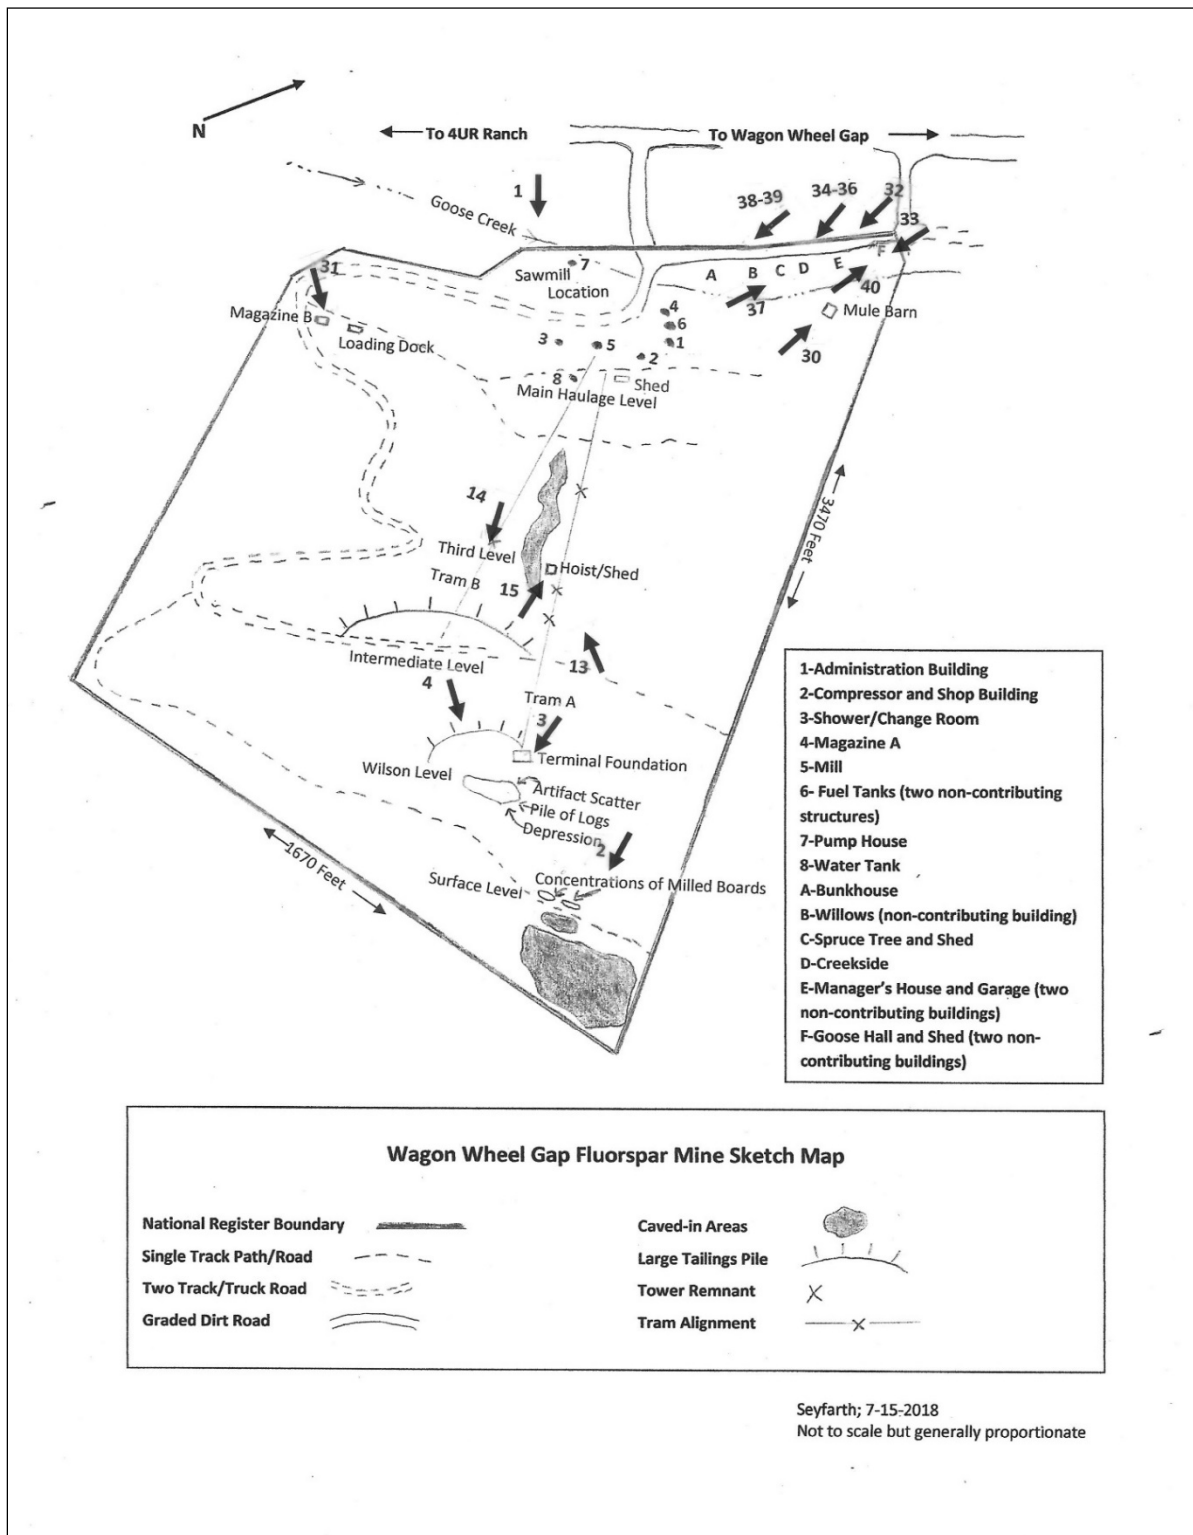 N
To 4UR Ranch
To Wagon Wheel Gap
1
Goose Creek
38-39
34-36
32
33
31
7
Sawmill
Location
A
B
C
D
E
F
40
37
Mule Barn
30
Magazine B
Loading Dock
4
6
1
3
5
2
8
Shed
Main Haulage Level
3470 Feet
14
Third Level
Hoist/Shed
Tram B
15
Intermediate Level
13
4
Tram A
3
Terminal Foundation
Wilson Level
Artifact Scatter
Pile of Logs
Depression
2
1670 Feet
Surface Level
Concentrations of Milled Boards
1-Administration Building
2-Compressor and Shop Building
3-Shower/Change Room
4-Magazine A
5-Mill
6- Fuel Tanks (two non-contributing
structures)
7-Pump House
8-Water Tank
A-Bunkhouse
B-Willows (non-contributing building)
C-Spruce Tree and Shed
D-Creekside
E-Manager's House and Garage (two
non-contributing buildings)
F-Goose Hall and Shed (two non-
contributing buildings)
Wagon Wheel Gap Fluorspar Mine Sketch Map
National Register Boundary
Single Track Path/Road
Two Track/Truck Road
Graded Dirt Road
Caved-in Areas
Large Tailings Pile
Tower Remnant
Tram Alignment
Seyfarth; 7-15-2018
Not to scale but generally proportionate